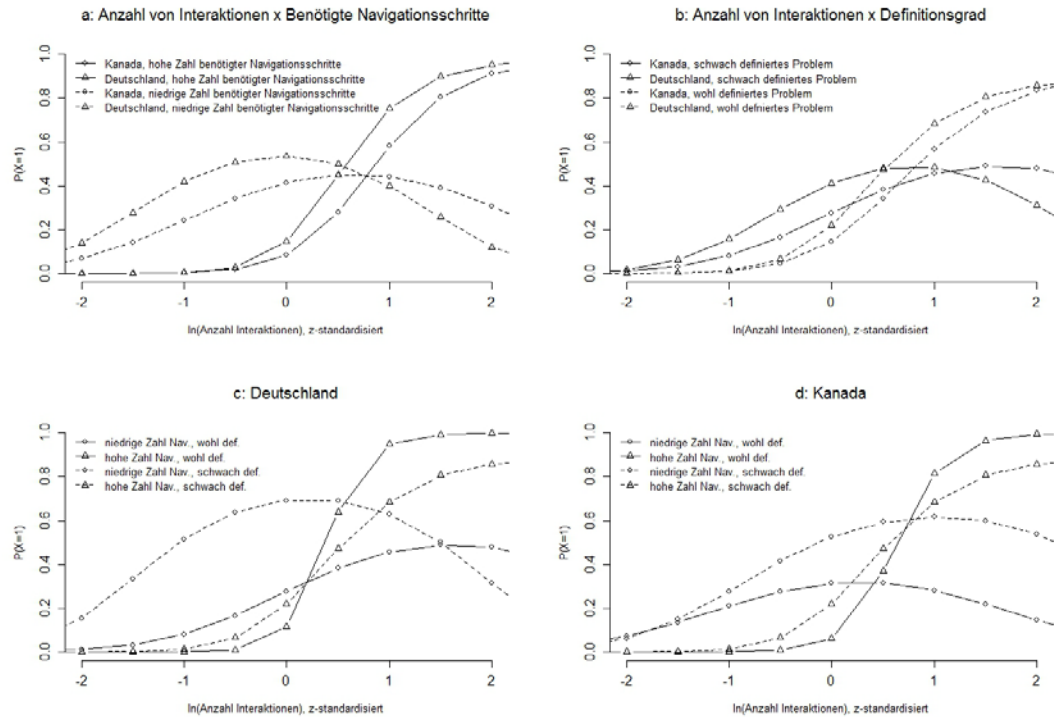 a: Anzahl von Interaktionen x Benötigte Navigationsschritte
Kanada, hohe Zahl benötigter Navigationsschritte
Deutschland, hohe Zahl benötigter Navigationsschritte
Kanada, niedrige Zahl benötigter Navigationsschritte
Deutschland, niedrige Zahl benötigter Navigationsschritte
P(X=1)
1.0
0.8
0.6
0.4
0.2
0.0
-2
-1
0
1
2
ln(Anzahl Interaktionen), z-standardisiert
b: Anzahl von Interaktionen x Definitionsgrad
Kanada, schwach definiertes Problem
Deutschland, schwach definiertes Problem
Kanada, wohl definiertes Problem
Deutschland, wohl defniertes Problem
P(X=1)
1.0
0.8
0.6
0.4
0.2
0.0
-2
-1
0
1
2
ln(Anzahl Interaktionen), z-standardisiert
c: Deutschland
niedrige Zahl Nav., wohl def.
hohe Zahl Nav., wohl def.
niedrige Zahl Nav., schwach def.
hohe Zahl Nav., schwach def.
P(X=1)
1.0
0.8
0.6
0.4
0.2
0.0
-2
-1
0
1
2
ln(Anzahl Interaktionen), z-standardisiert
d: Kanada
niedrige Zahl Nav., wohl def.
hohe Zahl Nav., wohl def.
niedrige Zahl Nav., schwach def.
hohe Zahl Nav., schwach def.
P(X=1)
1.0
0.8
0.6
0.4
0.2
0.0
-2
-1
0
1
2
ln(Anzahl Interaktionen), z-standardisiert